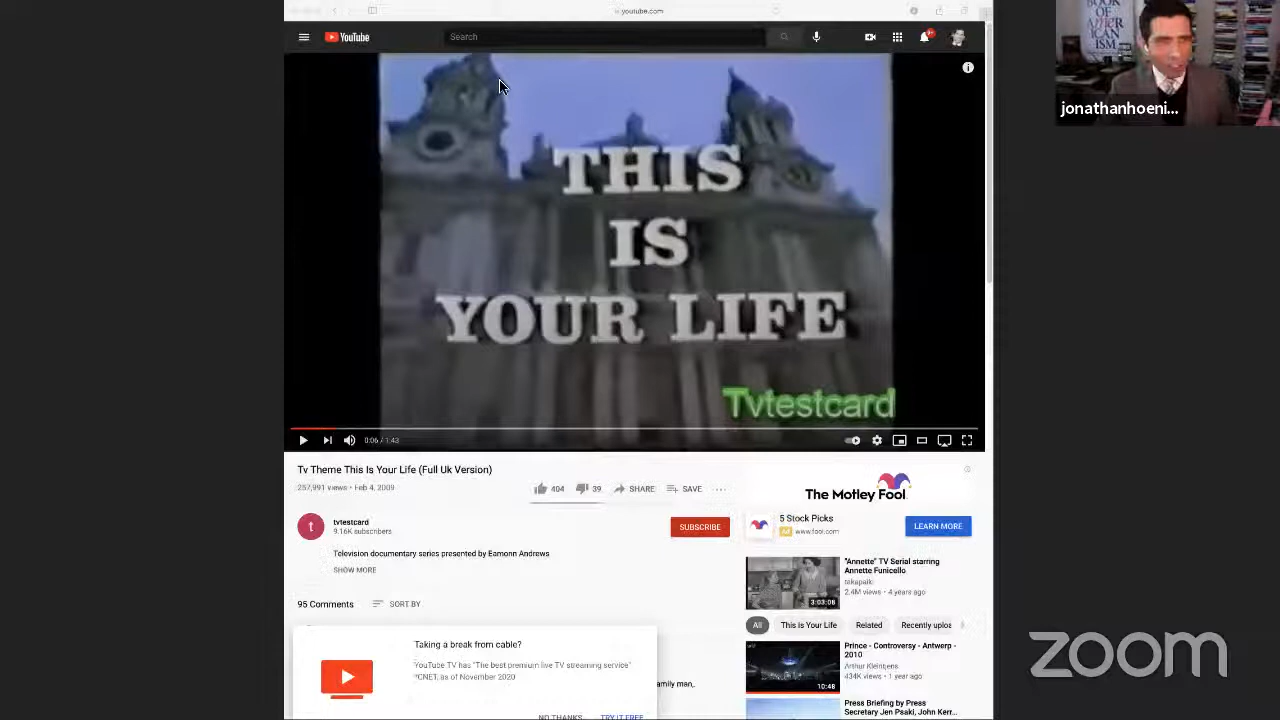 youtube.com
YouTube
Search
9+
BOOK
OF
AMER
ICAN
ISM
jonathanhoeni...
THIS
IS
YOUR LIFE
Tvtestcard
0:06 / 1:43
Tv Theme This Is Your Life (Full Uk Version)
257,991 views • Feb 4, 2009
404
39
SHARE
SAVE
The Motley Fool.
t
tvtestcard
9.16K subscribers
SUBSCRIBE
5 Stock Picks
Ad www.fool.com
LEARN MORE
Television documentary series presented by Eamonn Andrews
SHOW MORE
"Annette" TV Serial starring
Annette Funicello
takapaiki
2.4M views • 4 years ago
3:03:06
95 Comments
SORT BY
All
This Is Your Life
Related
Recently uploa
Taking a break from cable?
YouTube TV has "The best premium live TV streaming service"
*CNET, as of November 2020
amily man,.
NO THANKS
TRY IT FREE
Prince - Controversy - Antwerp -
2010
Arthur Kleintjens
434K views • 1 year ago
10:48
Press Briefing by Press
Secretary Jen Psaki, John Kerr...
zoom